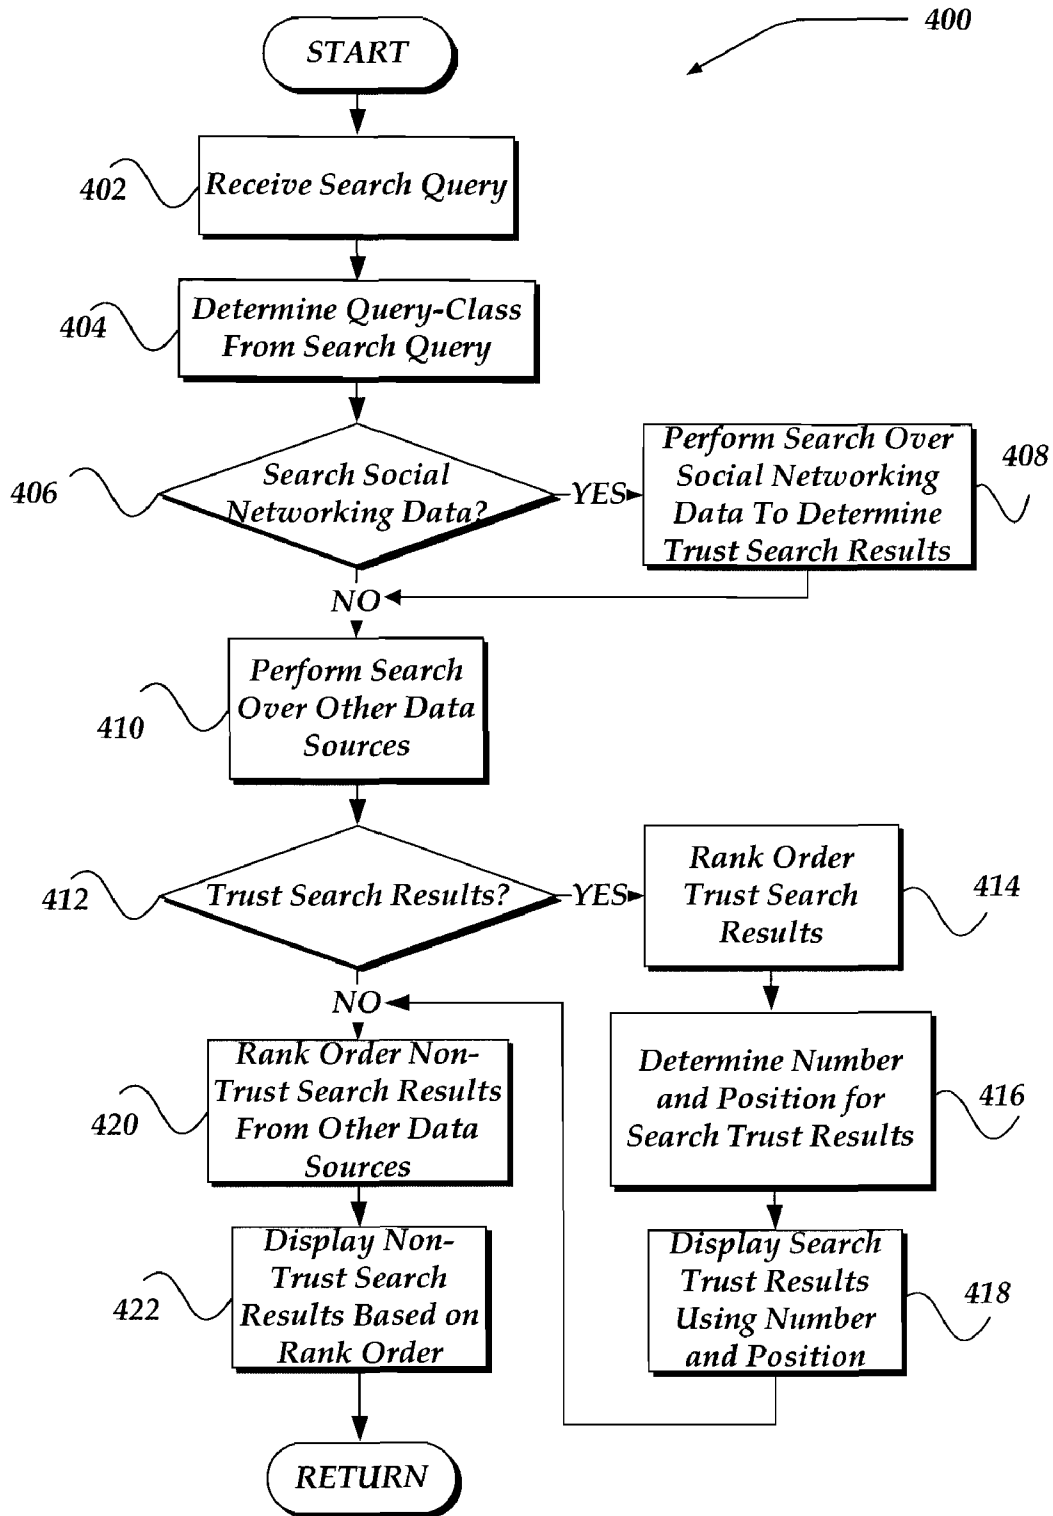 400
START
402
Receive Search Query
404
Determine Query-Class
From Search Query
406
Search Social
Networking Data?
YES
Perform Search Over
Social Networking
Data To Determine
Trust Search Results
408
NO
410
Perform Search
Over Other Data
Sources
412
Trust Search Results?
YES
Rank Order
Trust Search
Results
414
NO
Determine Number
and Position for
Search Trust Results
416
420
Rank Order Non-
Trust Search Results
From Other Data
Sources
Display Search
Trust Results
Using Number
and Position
418
422
Display Non-
Trust Search
Results Based on
Rank Order
RETURN